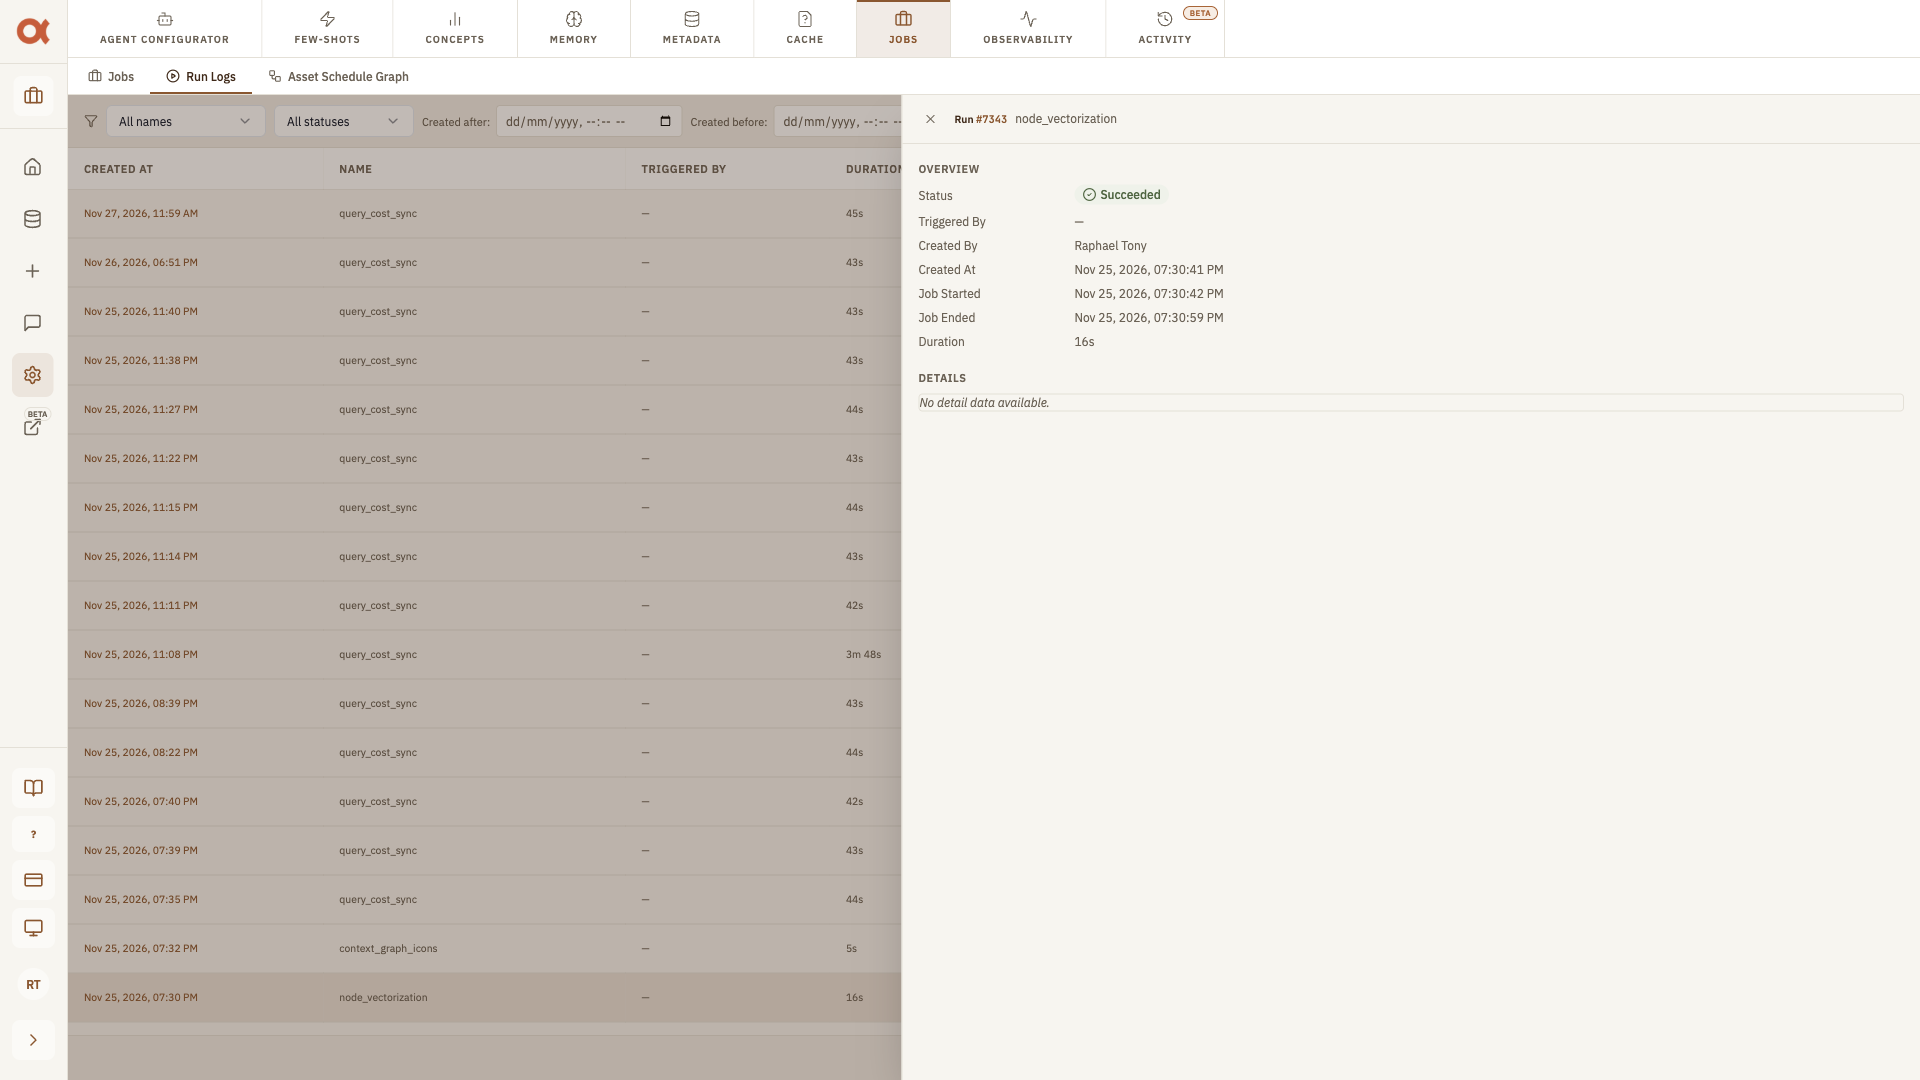 AGENT CONFIGURATOR
FEW-SHOTS
CONCEPTS
MEMORY
METADATA
CACHE
JOBS
OBSERVABILITY
ACTIVITY
BETA
Jobs
Run Logs
Asset Schedule Graph
BETA
?
RT
All names
All statuses
Created after:
dd/mm/yyyy, --:-- --
Created before:
dd/mm/yyyy, --:-- --
CREATED AT NAME TRIGGERED BY DURATION
Nov 27, 2026, 11:59 AM query_cost_sync — 45s
Nov 26, 2026, 06:51 PM query_cost_sync — 43s
Nov 25, 2026, 11:40 PM query_cost_sync — 43s
Nov 25, 2026, 11:38 PM query_cost_sync — 43s
Nov 25, 2026, 11:27 PM query_cost_sync — 44s
Nov 25, 2026, 11:22 PM query_cost_sync — 43s
Nov 25, 2026, 11:15 PM query_cost_sync — 44s
Nov 25, 2026, 11:14 PM query_cost_sync — 43s
Nov 25, 2026, 11:11 PM query_cost_sync — 42s
Nov 25, 2026, 11:08 PM query_cost_sync — 3m 48s
Nov 25, 2026, 08:39 PM query_cost_sync — 43s
Nov 25, 2026, 08:22 PM query_cost_sync — 44s
Nov 25, 2026, 07:40 PM query_cost_sync — 42s
Nov 25, 2026, 07:39 PM query_cost_sync — 43s
Nov 25, 2026, 07:35 PM query_cost_sync — 44s
Nov 25, 2026, 07:32 PM context_graph_icons — 5s
Nov 25, 2026, 07:30 PM node_vectorization — 16s
Run #7343 node_vectorization
OVERVIEW
Status Succeeded
Triggered By —
Created By Raphael Tony
Created At Nov 25, 2026, 07:30:41 PM
Job Started Nov 25, 2026, 07:30:42 PM
Job Ended Nov 25, 2026, 07:30:59 PM
Duration 16s
DETAILS
No detail data available.